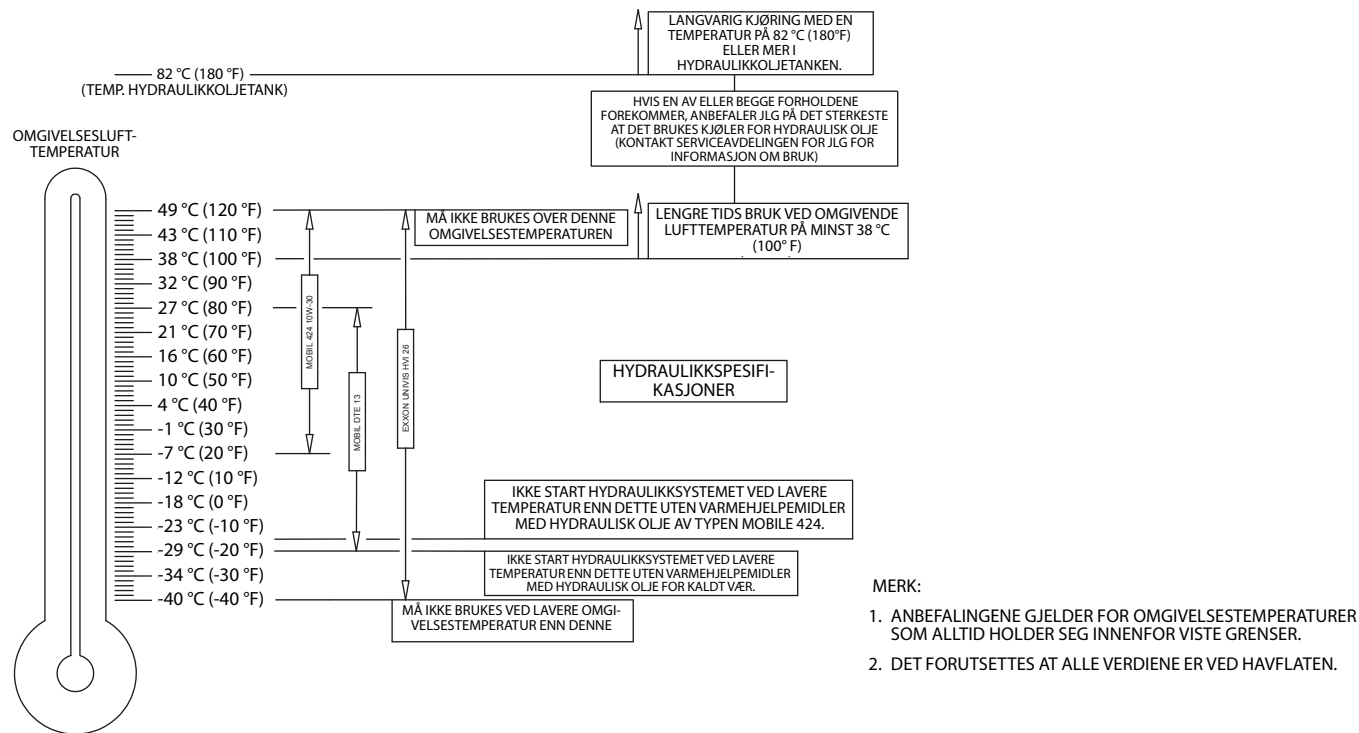 LANGVARIG KJØRING MED EN
TEMPERATUR PÅ 82 °C (180°F)
ELLER MER I
HYDRAULIKKOLJETANKEN.
82 °C (180 °F)
(TEMP. HYDRAULIKKOLJETANK)
HVIS EN AV ELLER BEGGE FORHOLDENE
FOREKOMMER, ANBEFALER JLG PÅ DET STERKESTE
AT DET BRUKES KJØLER FOR HYDRAULISK OLJE
(KONTAKT SERVICEAVDELINGEN FOR JLG FOR
INFORMASJON OM BRUK)
OMGIVELSESLUFT-
TEMPERATUR
49 °C (120 °F)
43 °C (110 °F)
38 °C (100 °F)
32 °C (90 °F)
27 °C (80 °F)
21 °C (70 °F)
16 °C (60 °F)
10 °C (50 °F)
4 °C (40 °F)
-1 °C (30 °F)
-7 °C (20 °F)
-12 °C (10 °F)
-18 °C (0 °F)
-23 °C (-10 °F)
-29 °C (-20 °F)
-34 °C (-30 °F)
-40 °C (-40 °F)
MOBIL 424 10W-30
MOBIL DTE 13
EXXON UNIVIS HVI 26
MÅ IKKE BRUKES OVER DENNE
OMGIVELSESTEMPERATUREN
LENGRE TIDS BRUK VED OMGIVENDE
LUFTTEMPERATUR PÅ MINST 38 °C
(100° F)
HYDRAULIKKSPESIFI-
KASJONER
IKKE START HYDRAULIKKSYSTEMET VED LAVERE
TEMPERATUR ENN DETTE UTEN VARMEHJELPEMIDLER
MED HYDRAULISK OLJE AV TYPEN MOBILE 424.
IKKE START HYDRAULIKKSYSTEMET VED LAVERE
TEMPERATUR ENN DETTE UTEN VARMEHJELPEMIDLER
MED HYDRAULISK OLJE FOR KALDT VÆR.
MÅ IKKE BRUKES VED LAVERE OMGI-
VELSESTEMPERATUR ENN DENNE
MERK:
1. ANBEFALINGENE GJELDER FOR OMGIVELSESTEMPERATURER
SOM ALLTID HOLDER SEG INNENFOR VISTE GRENSER.
2. DET FORUTSETTES AT ALLE VERDIENE ER VED HAVFLATEN.